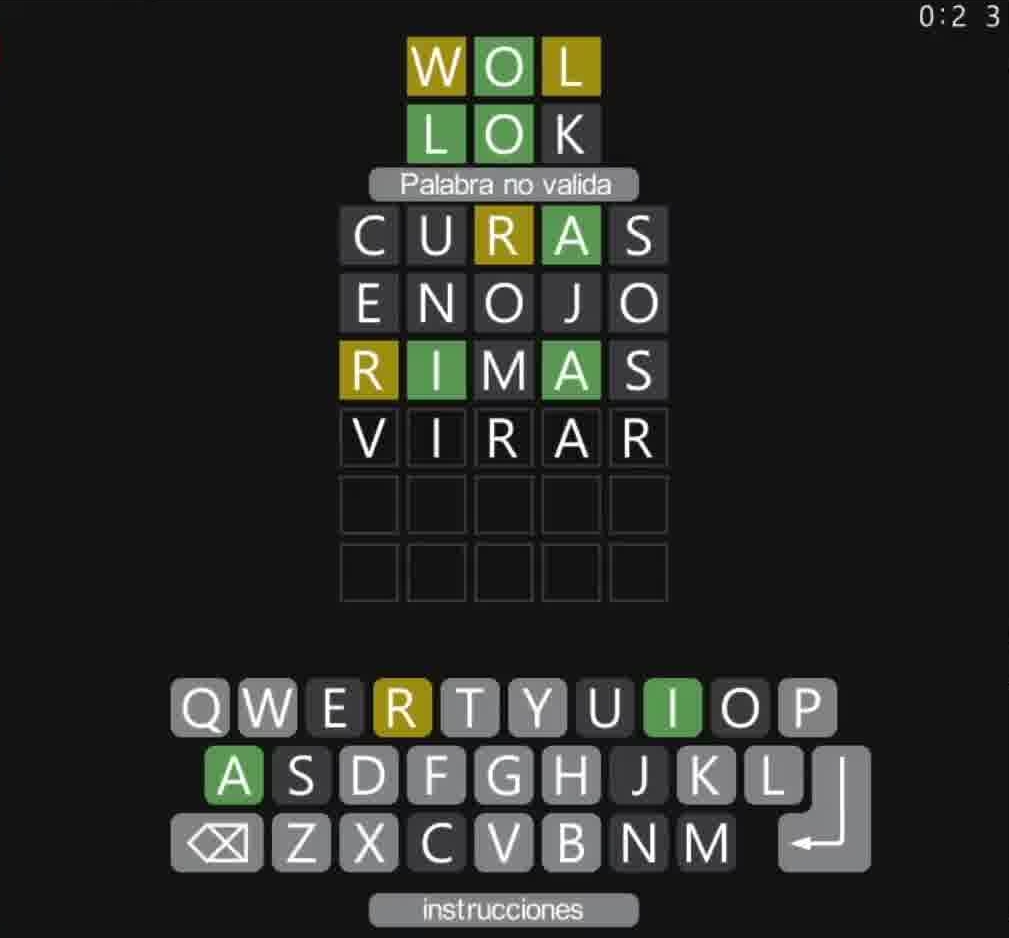 0:2 3
WOL
LOK
Palabra no valida
CURAS
ENOJO
RIMAS
VIRAR
QWERTYUIOP
ASDFGHJKL
ZXCVBNM
instrucciones